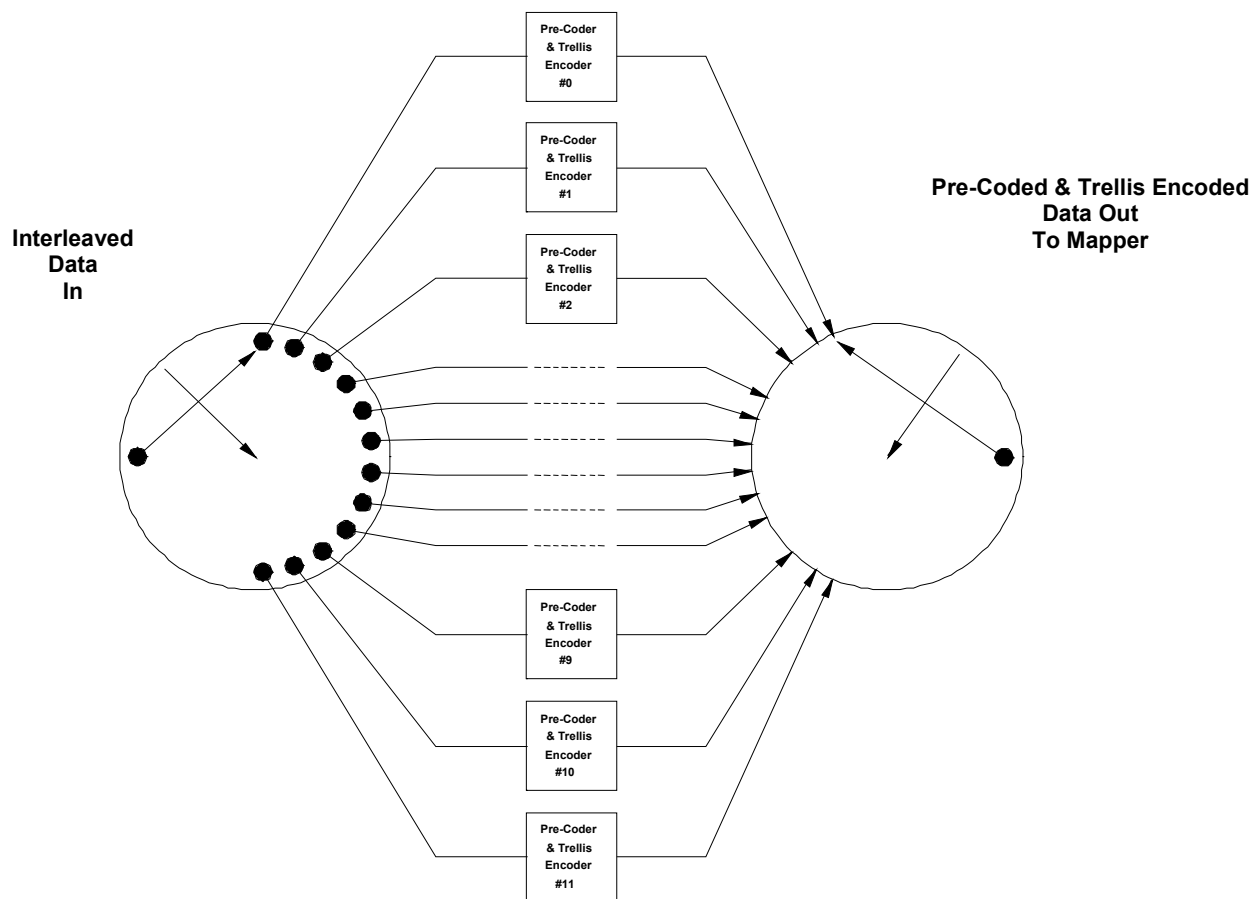 Pre-Coder
& Trellis
Encoder
#0
Pre-Coder
& Trellis
Encoder
#1
Pre-Coded & Trellis Encoded
Data Out
To Mapper
Interleaved
Data
In
Pre-Coder
& Trellis
Encoder
#2
Pre-Coder
& Trellis
Encoder
#9
Pre-Coder
& Trellis
Encoder
#10
Pre-Coder
& Trellis
Encoder
#11